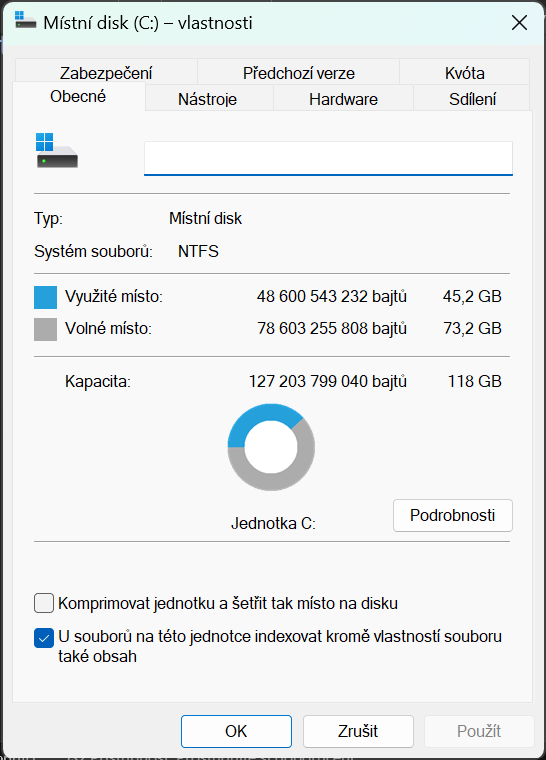 Místní disk (C:) – vlastnosti
Zabezpečení Předchozí verze Kvóta
Obecné Nástroje Hardware Sdílení
Typ: Místní disk
Systém souborů: NTFS
Využité místo: 48 600 543 232 bajtů 45,2 GB
Volné místo: 78 603 255 808 bajtů 73,2 GB
Kapacita: 127 203 799 040 bajtů 118 GB
Jednotka C:
Podrobnosti
Komprimovat jednotku a šetřit tak místo na disku
U souborů na této jednotce indexovat kromě vlastností souboru
také obsah
OK Zrušit Použít